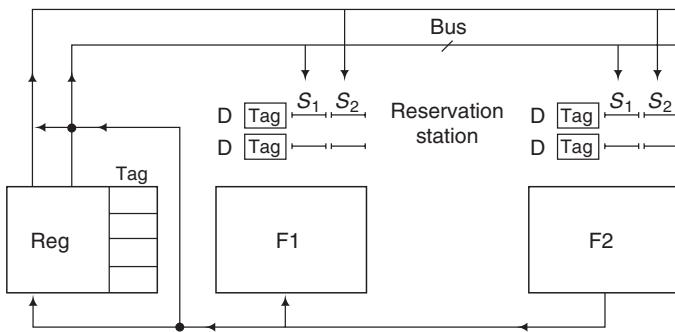 Bus
S₁ S₂
S₁ S₂
D Tag
Reservation
station
D Tag
D Tag
D Tag
Tag
Reg
F1
F2